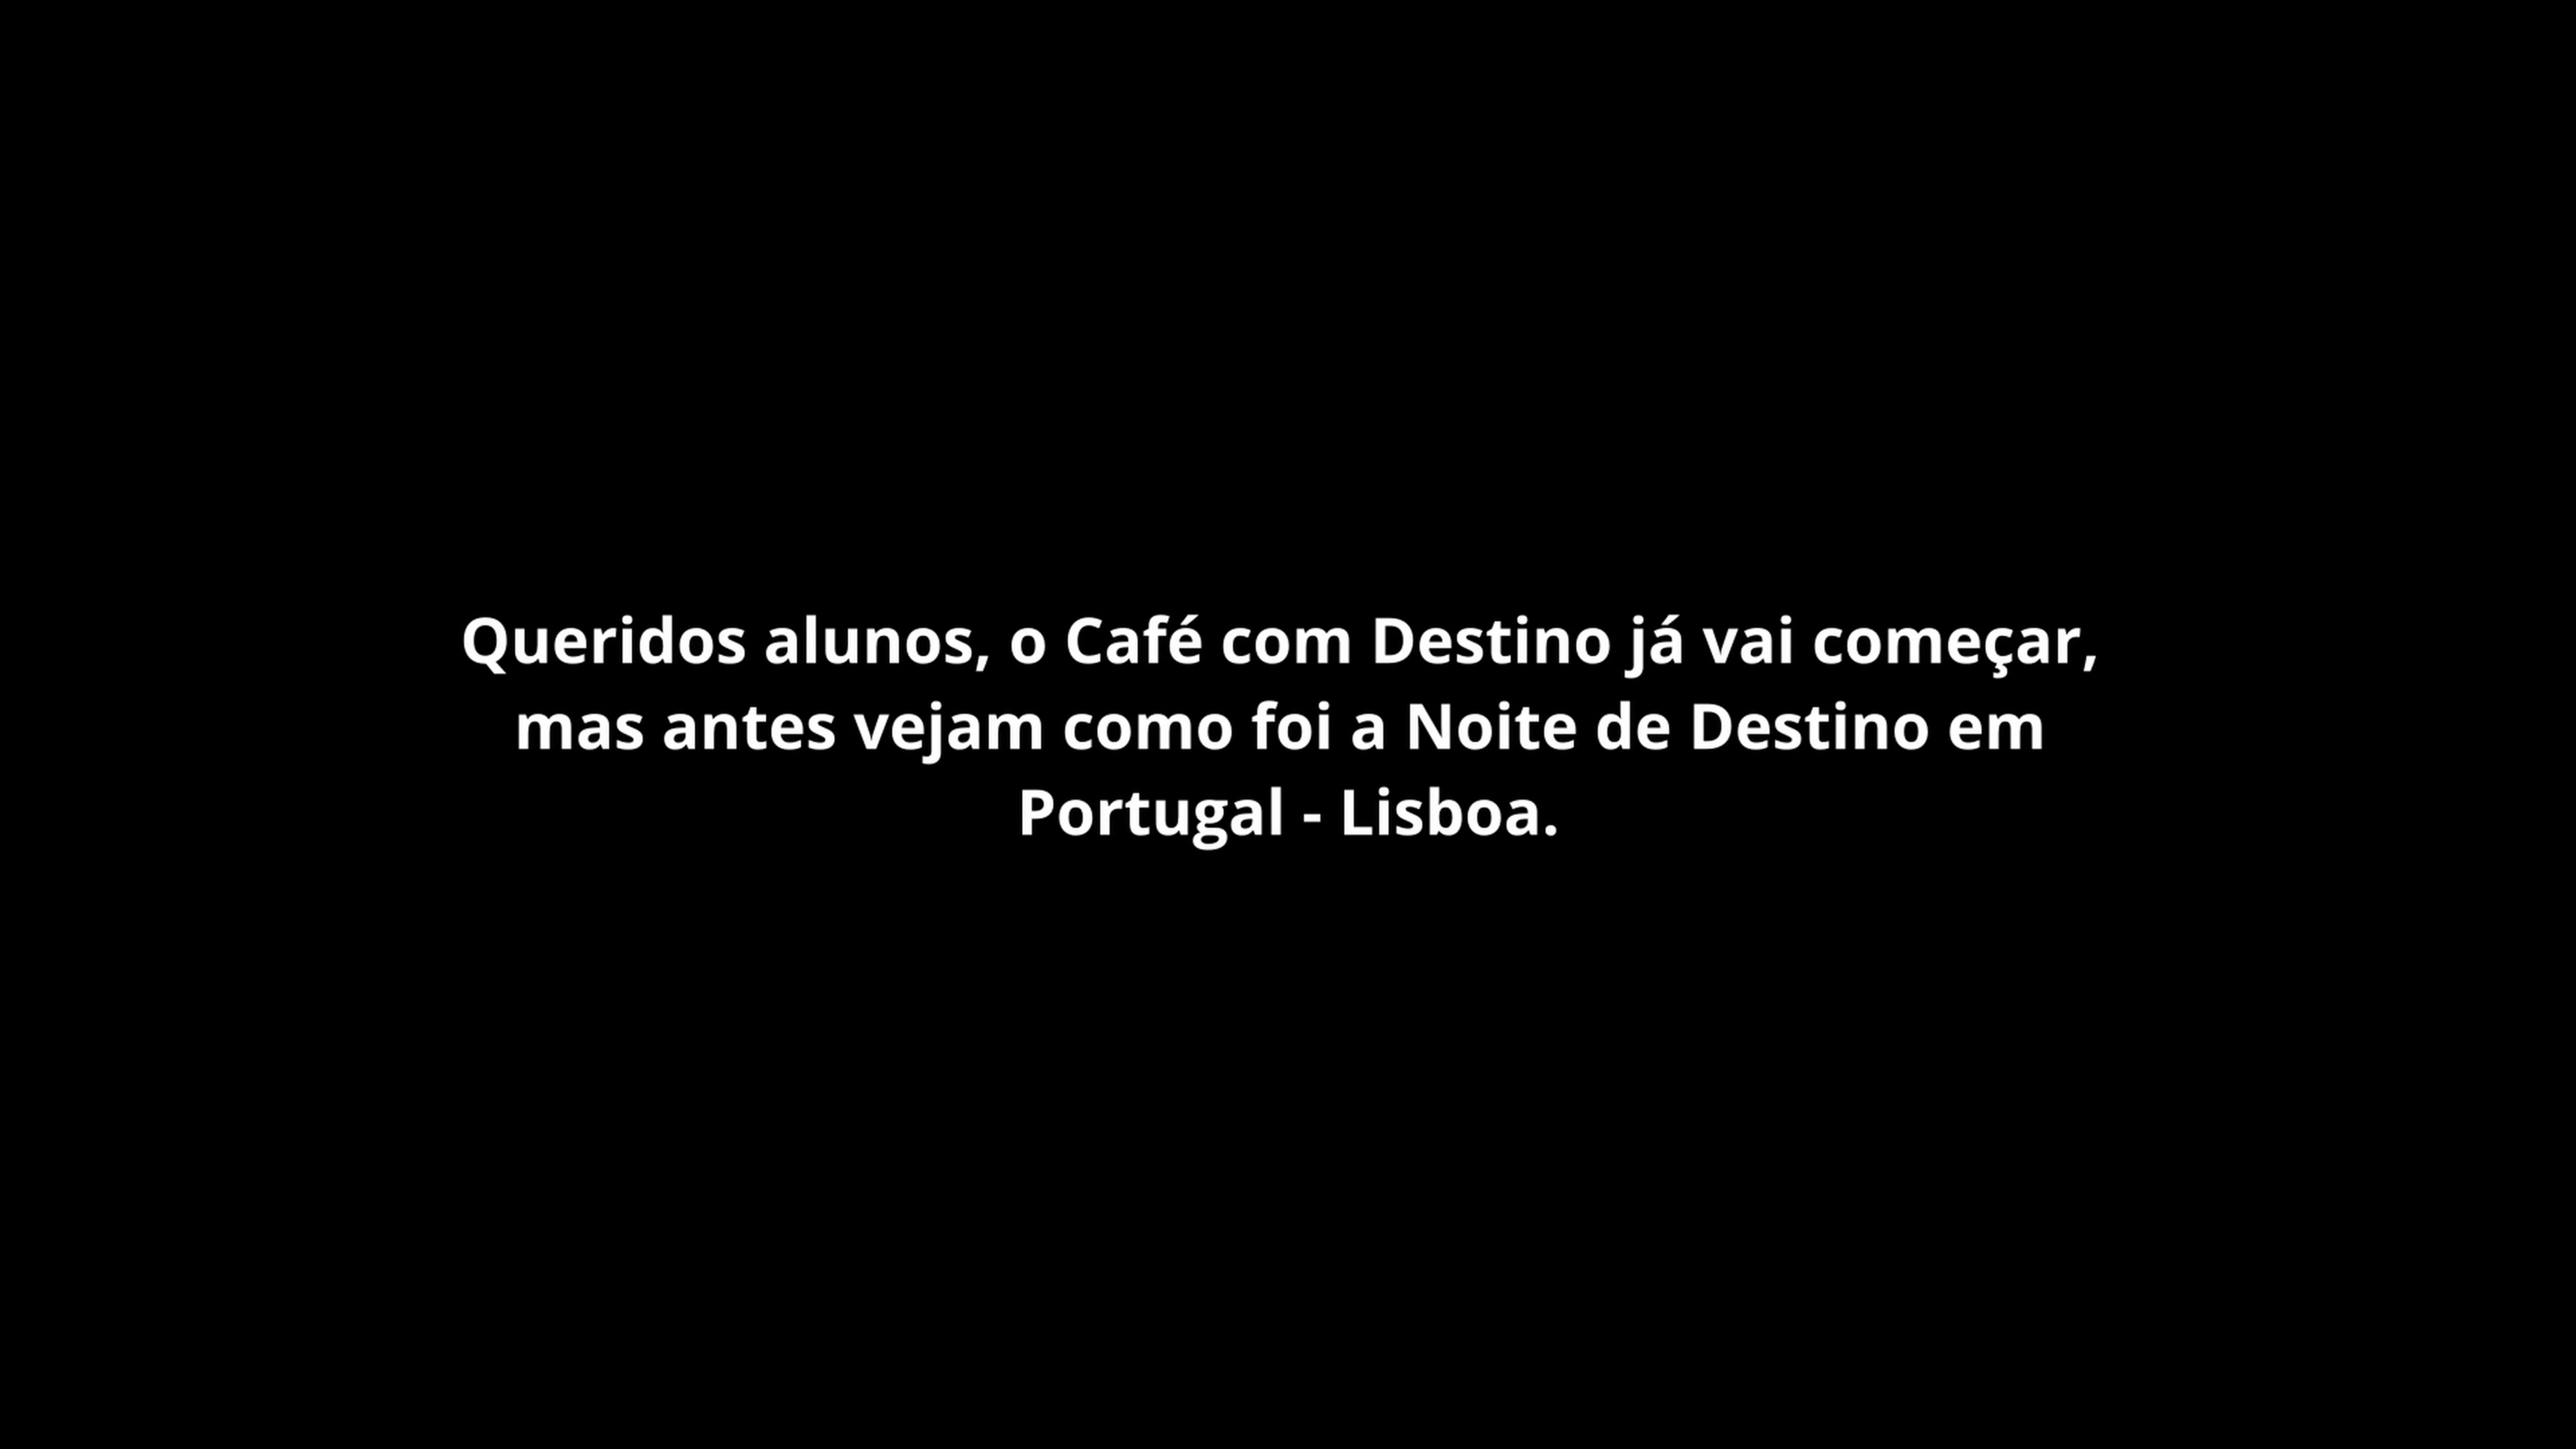 Queridos alunos, o Café com Destino já vai começar,
mas antes vejam como foi a Noite de Destino em
Portugal - Lisboa.